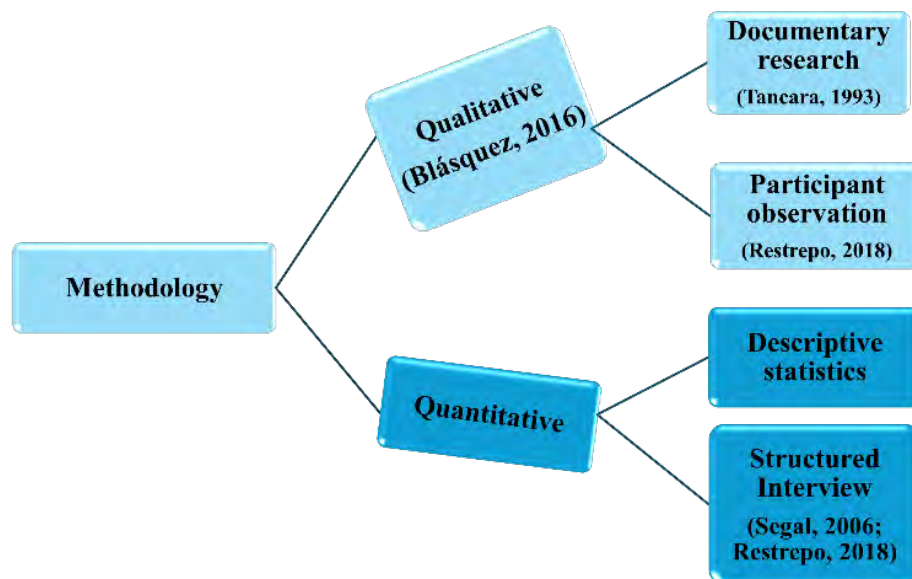 Methodology
Qualitative
(Blásquez, 2016)
Documentary
research
(Tancara, 1993)
Participant
observation
(Restrepo, 2018)
Quantitative
Descriptive
statistics
Structured
Interview
(Segal, 2006;
Restrepo, 2018)